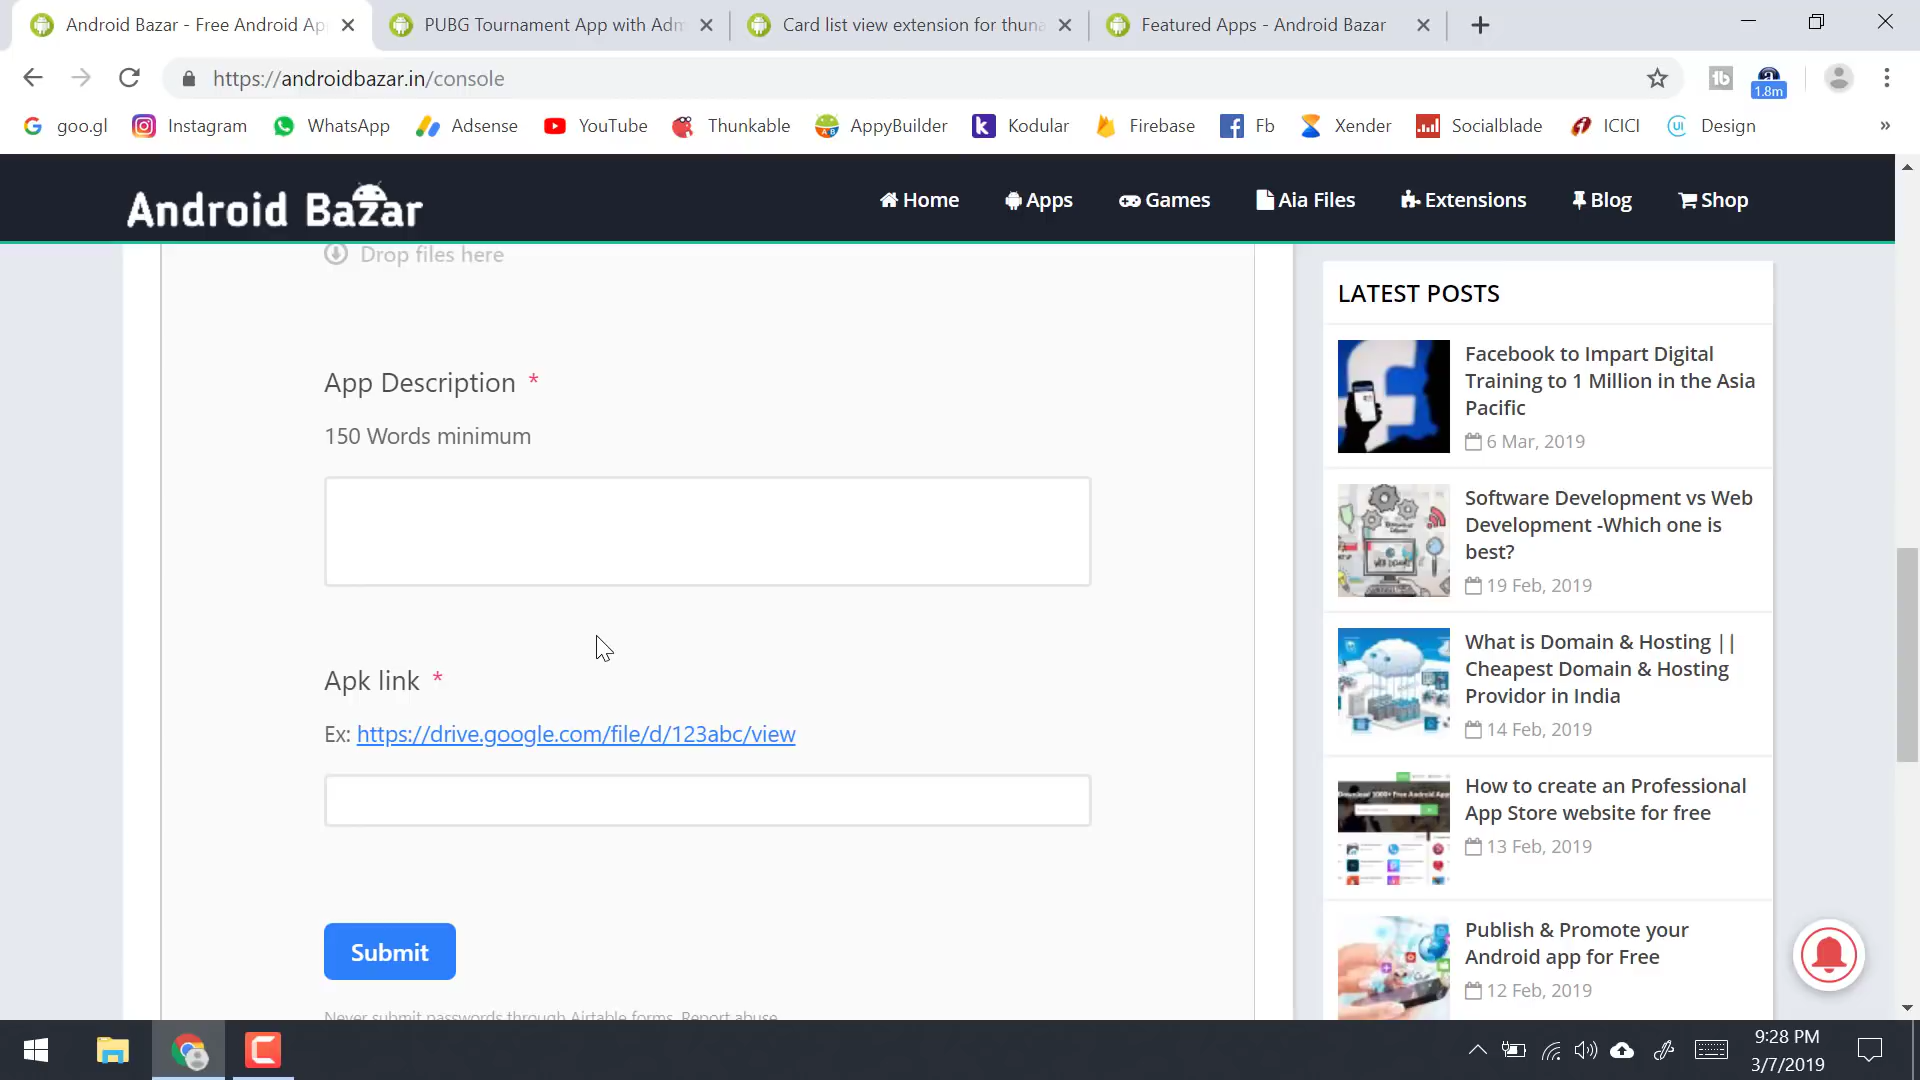 Android Bazar - Free Android Ap
PUBG Tournament App with Adm
Card list view extension for thuna
Featured Apps - Android Bazar
https://androidbazar.in/console
1.8m
goo.gl
Instagram
WhatsApp
Adsense
YouTube
Thunkable
AppyBuilder
Kodular
Firebase
Fb
Xender
Socialblade
ICICI
Design
Android Bazar
Home
Apps
Games
Aia Files
Extensions
Blog
Shop
Drop files here
App Description *
150 Words minimum
Apk link *
Ex: https://drive.google.com/file/d/123abc/view
Submit
Never submit passwords through Airtable forms. Report abuse
LATEST POSTS
Facebook to Impart Digital
Training to 1 Million in the Asia
Pacific
6 Mar, 2019
Software Development vs Web
Development -Which one is
best?
19 Feb, 2019
What is Domain & Hosting ||
Cheapest Domain & Hosting
Providor in India
14 Feb, 2019
How to create an Professional
App Store website for free
13 Feb, 2019
Publish & Promote your
Android app for Free
12 Feb, 2019
9:28 PM
3/7/2019